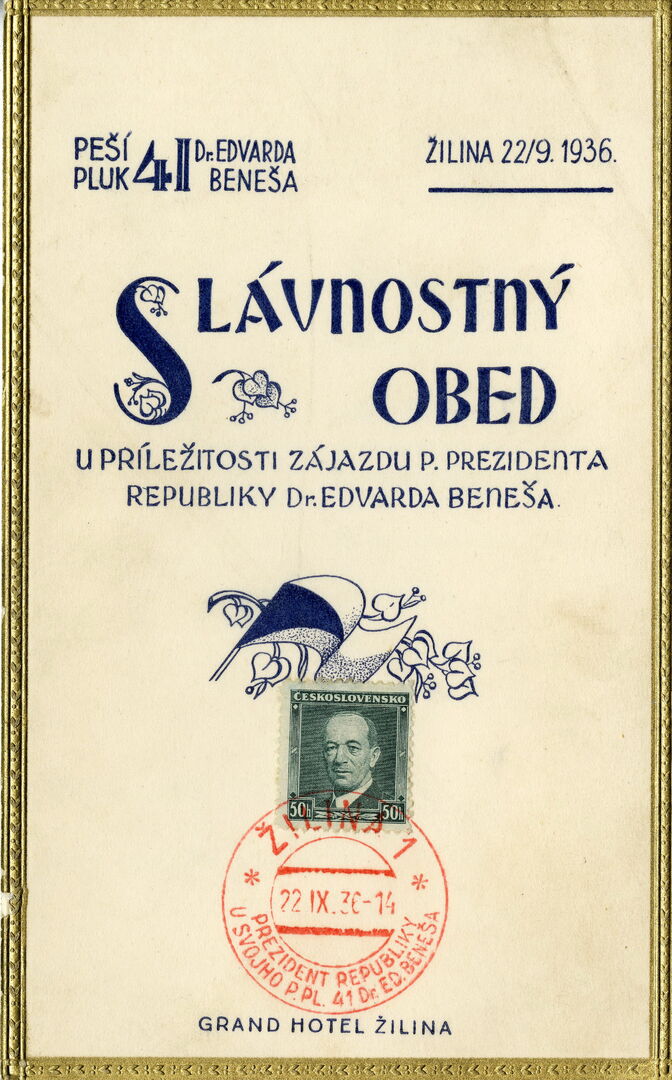 PEŠÍ PLUK 41 Dr. EDVARDA BENEŠA
ŽILINA 22/9. 1936.
SLÁVNOSTNÝ
OBED
U PRÍLEŽITOSTI ZÁJAZDU P. PREZIDENTA
REPUBLIKY Dr. EDVARDA BENEŠA.
ČESKOSLOVENSKO
50h 50h
ŽILINA 1
22 IX. 36-14
PREZIDENT REPUBLIKY
U SVOJHO P. PL. 41 Dr. ED. BENEŠA
GRAND HOTEL ŽILINA